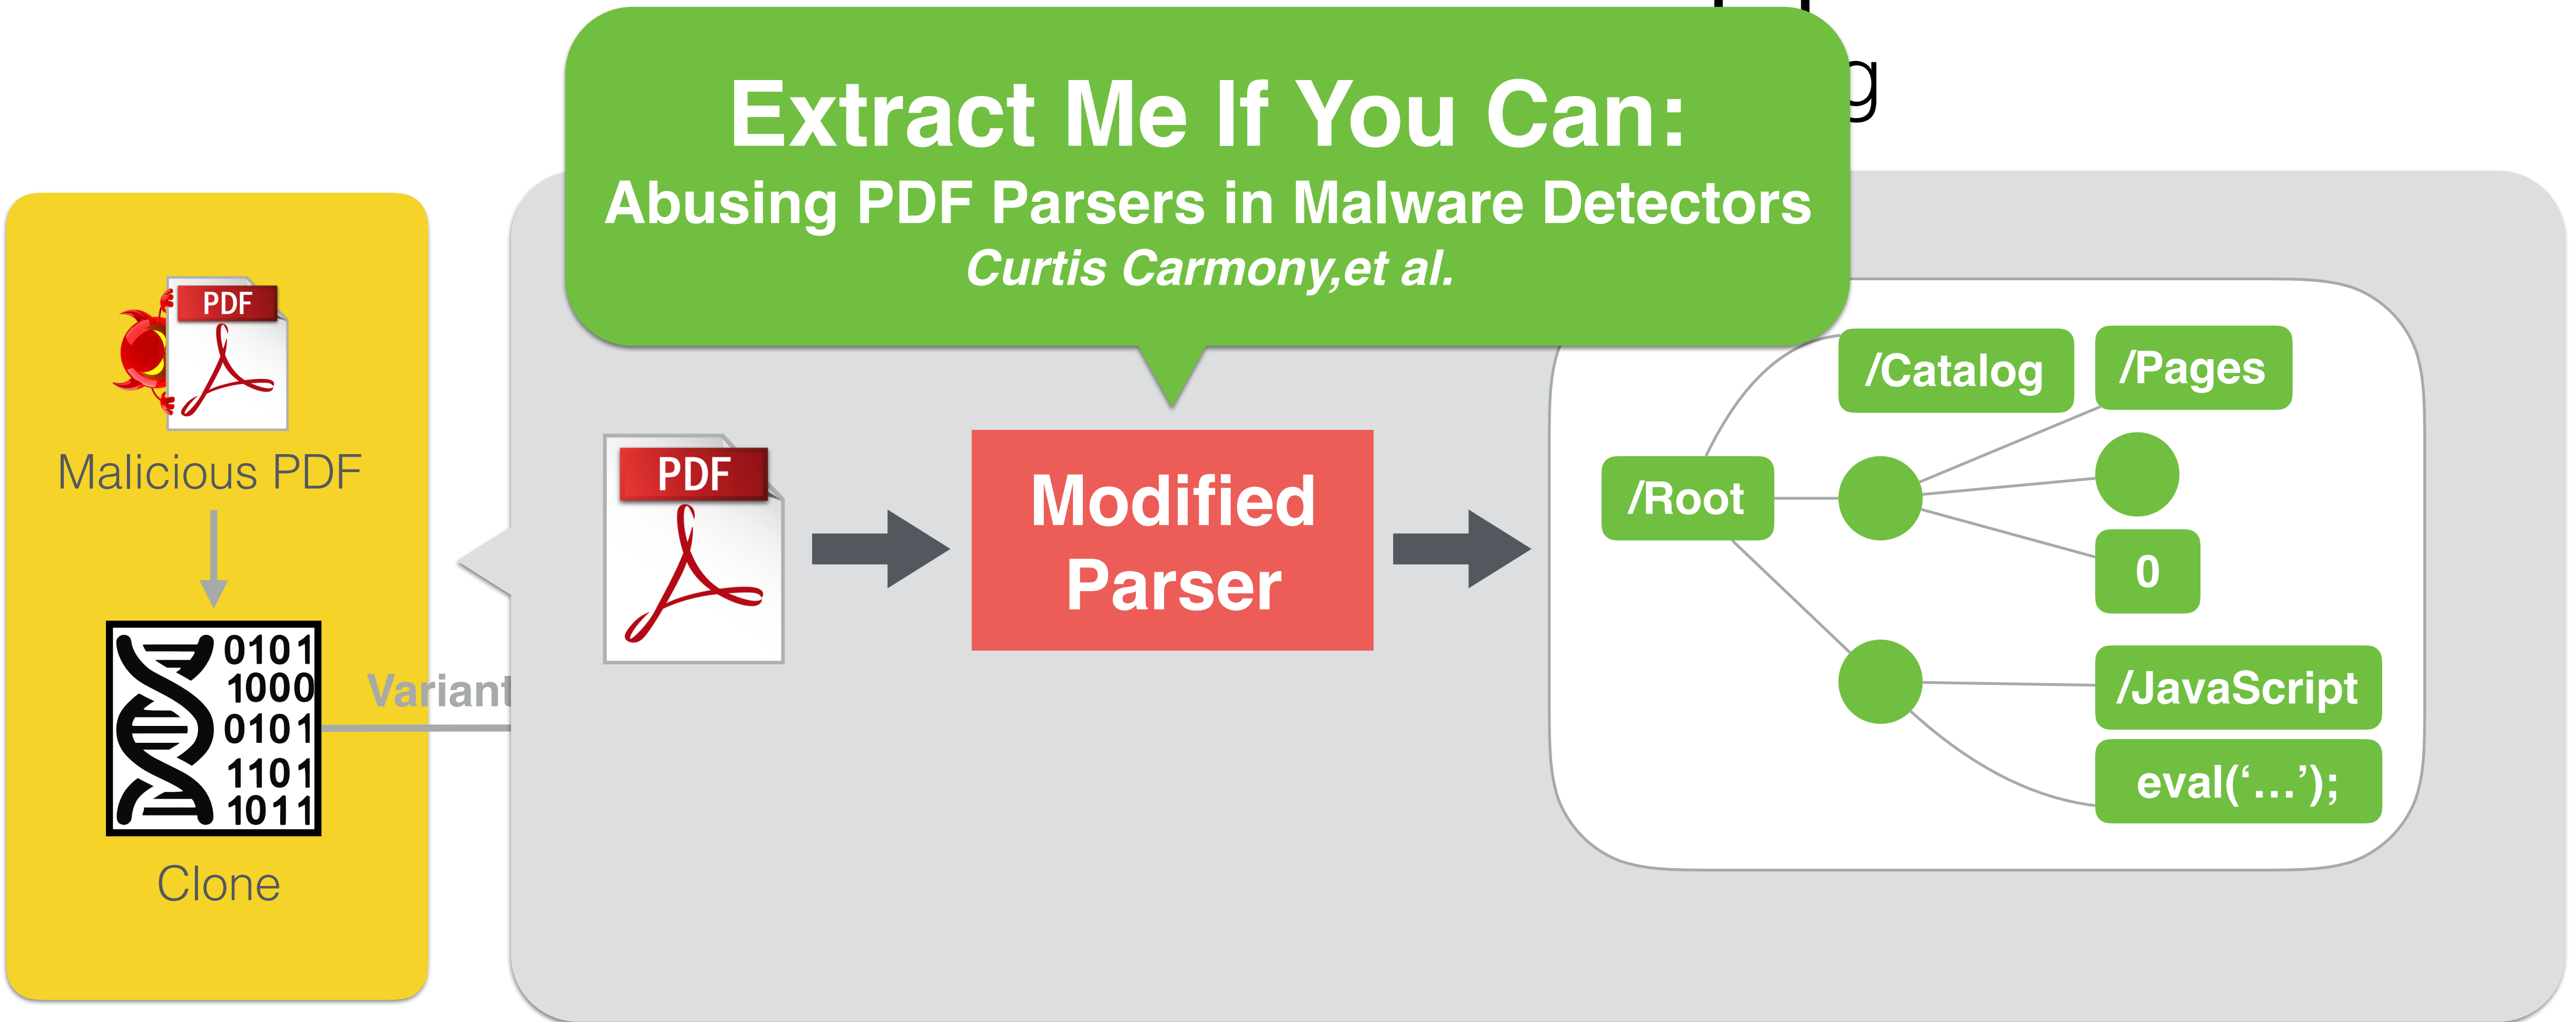 Extract Me If You Can:
Abusing PDF Parsers in Malware Detectors
Curtis Carmony,et al.
PDF
Malicious PDF
0101
1000
0101
1101
1011
Clone
Variant
PDF
Modified
Parser
/Root
/Catalog
/Pages
0
/JavaScript
eval(‘…’);